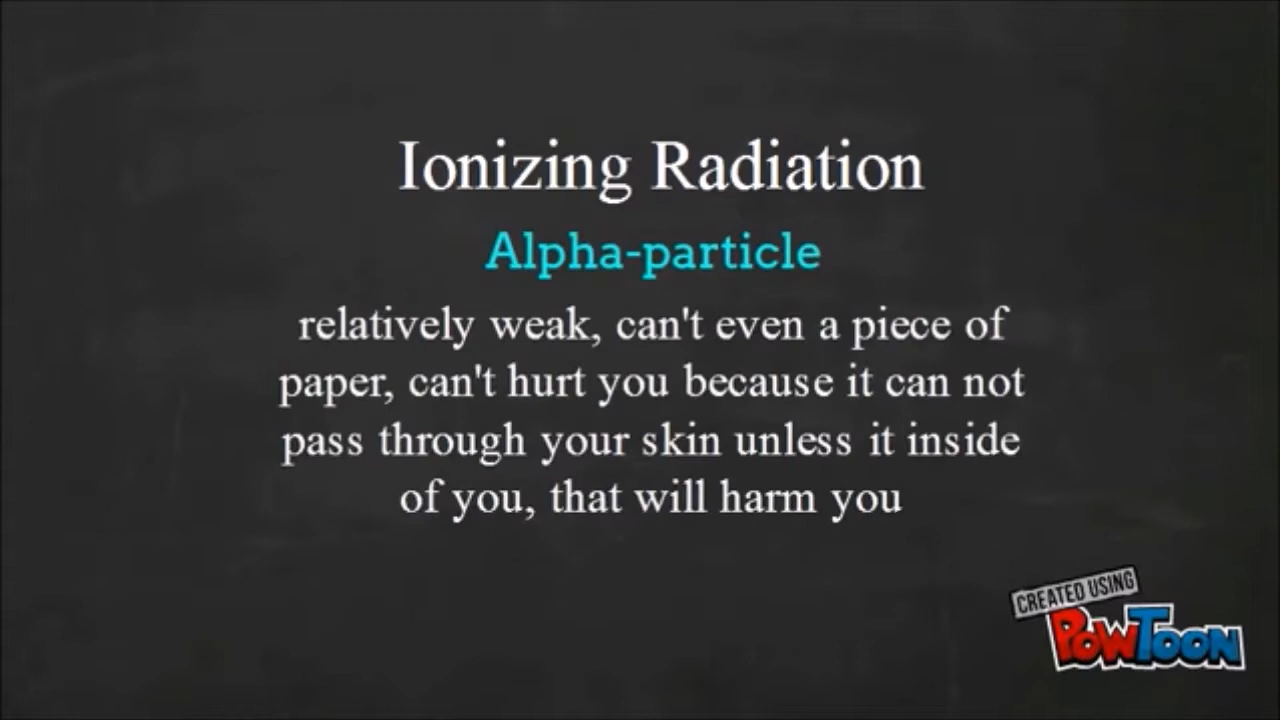 Ionizing Radiation
Alpha-particle
relatively weak, can't even a piece of
paper, can't hurt you because it can not
pass through your skin unless it inside
of you, that will harm you
CREATED USING
POWTOON